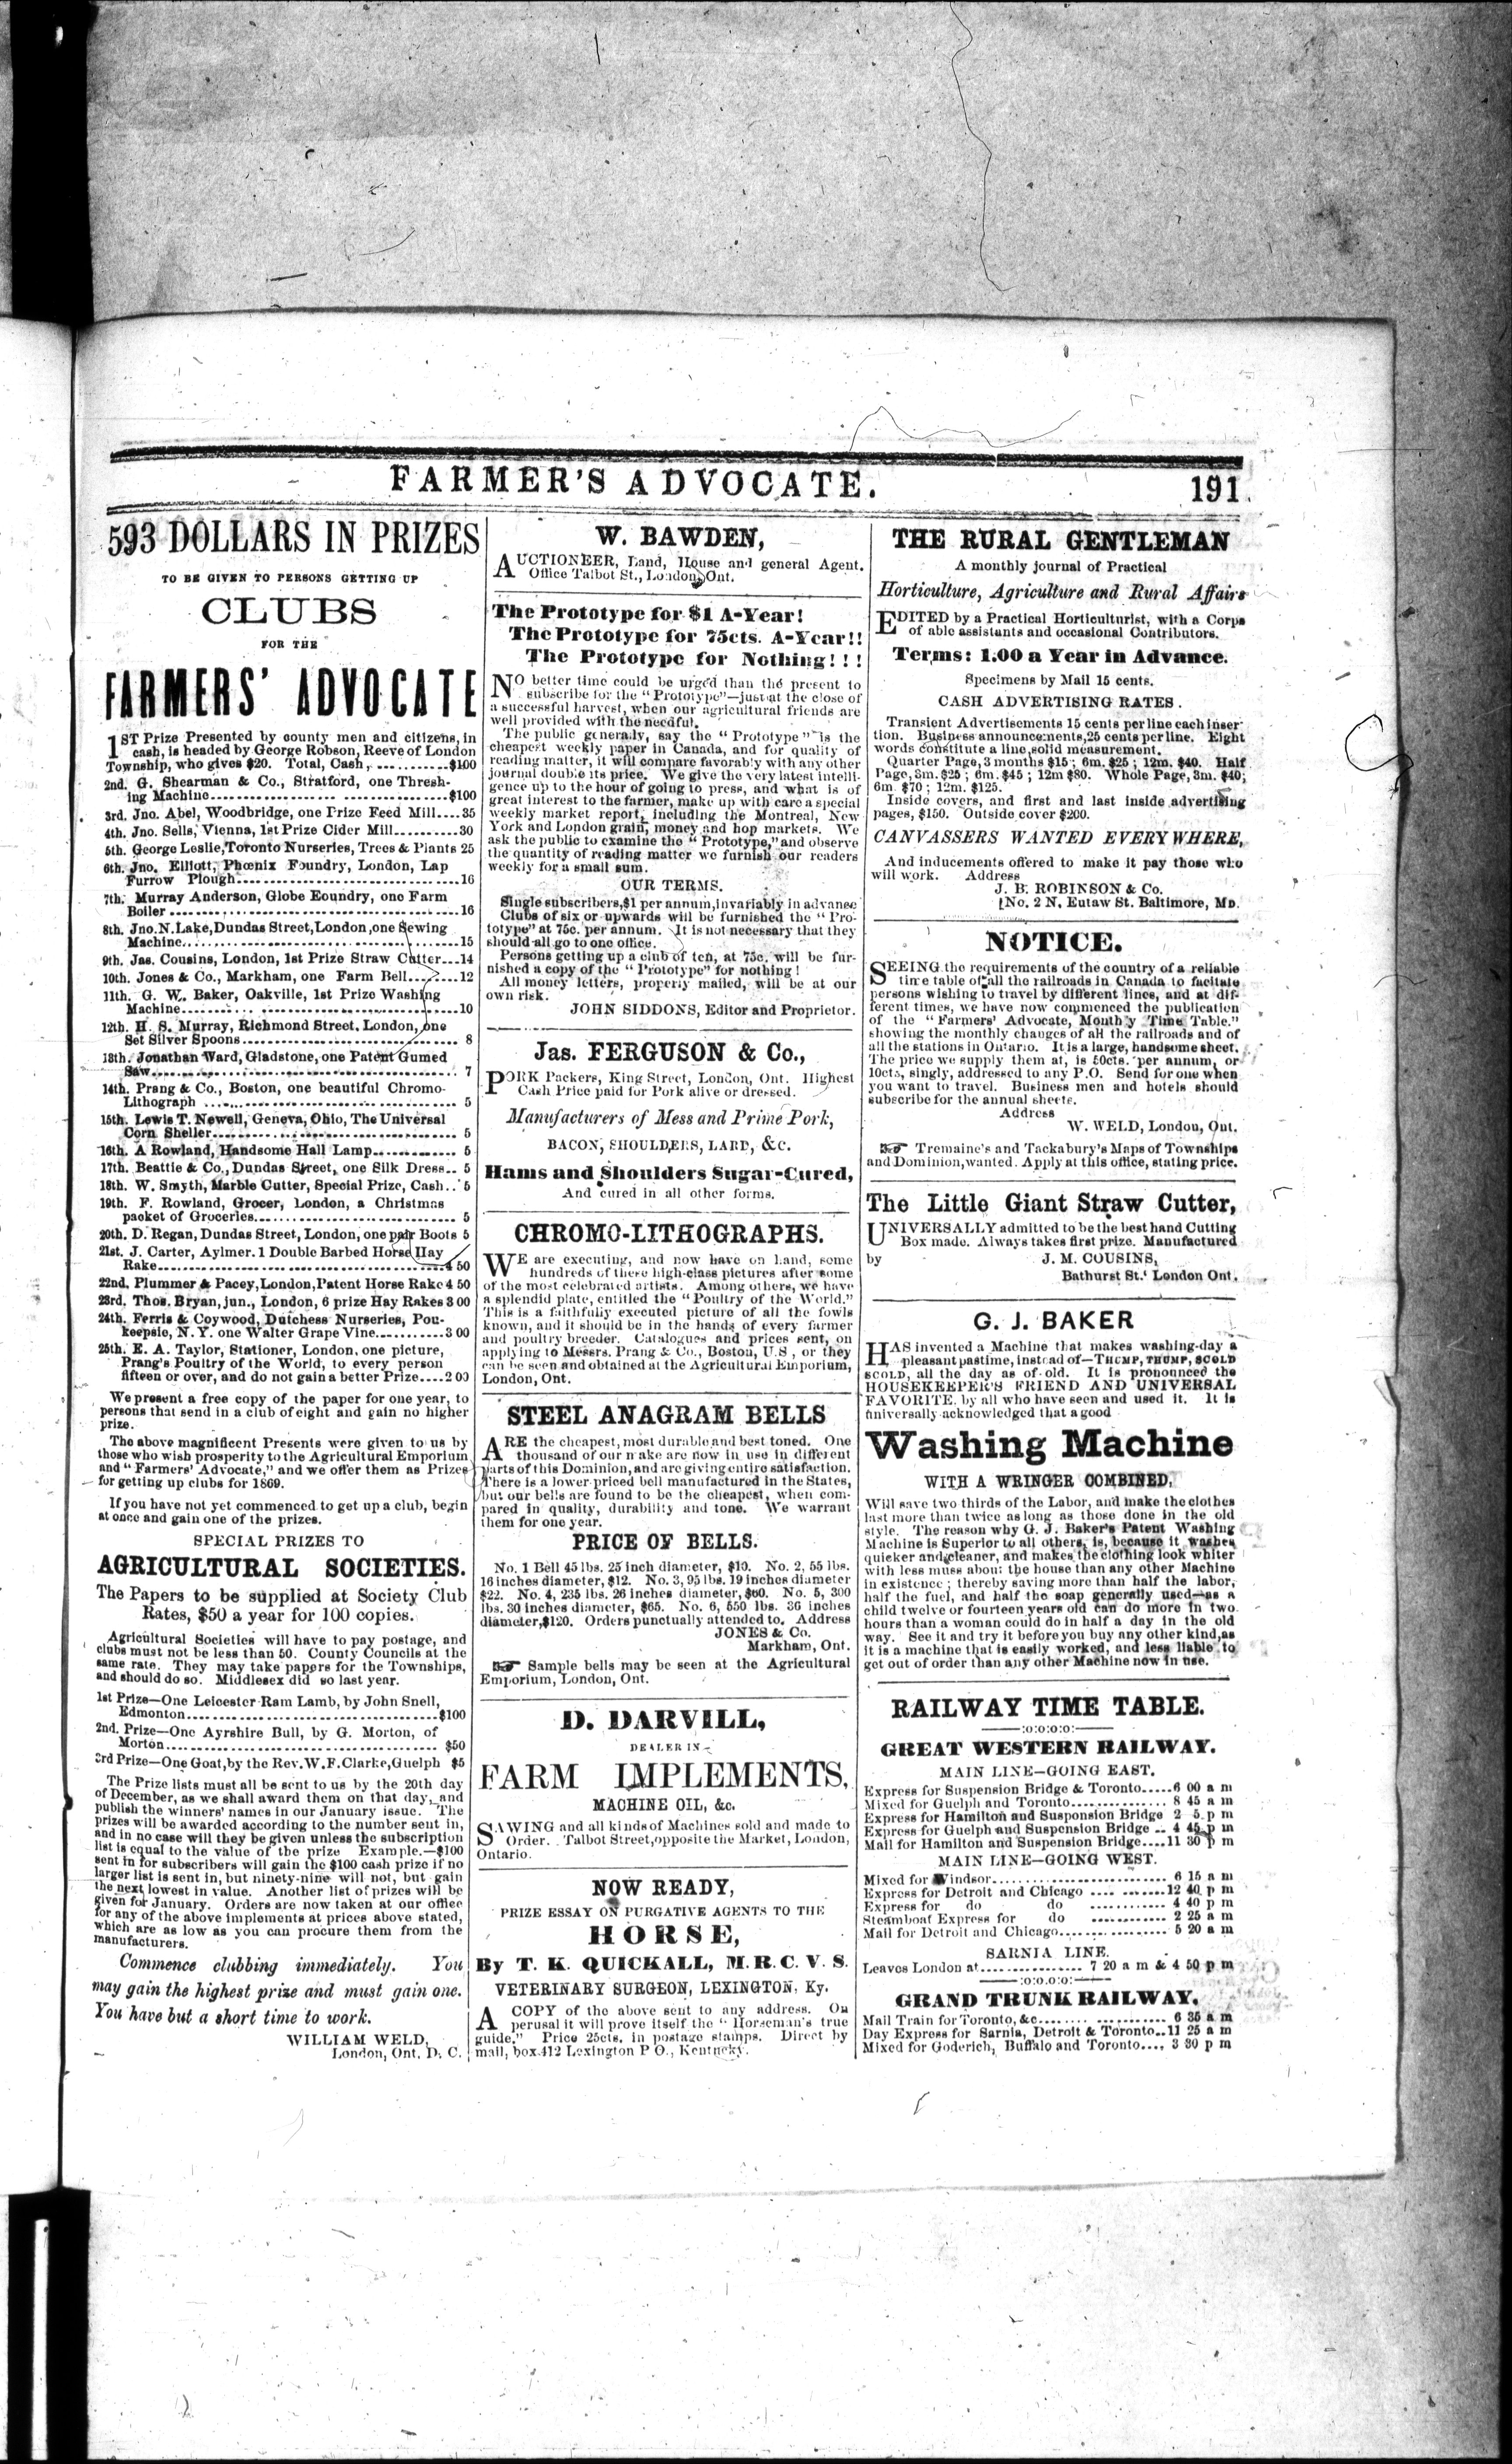 FARMER'S ADVOCATE. 191
593 DOLLARS IN PRIZES
TO BE GIVEN TO PERSONS GETTING UP
CLUBS
FOR THE
FARMERS' ADVOCATE
1ST Prize Presented by county men and citizens, in
cash, is headed by George Robson, Reeve of London
Township, who gives $20. Total, Cash, ..........$100
2nd. G. Shearman & Co., Stratford, one Thresh-
ing Machine....................................$100
3rd. Jno. Abel, Woodbridge, one Prize Feed Mill....35
4th. Jno. Sells, Vienna, 1st Prize Cider Mill..........30
5th. George Leslie, Toronto Nurseries, Trees & Plants 25
6th. Jno. Elliott, Phœnix Foundry, London, Lap
Furrow Plough..................................16
7th. Murray Anderson, Globe Foundry, one Farm
Boiler............................................16
8th. Jno. N. Lake, Dundas Street, London, one Sewing
Machine..........................................15
9th. Jas. Cousins, London, 1st Prize Straw Cutter...14
10th. Jones & Co., Markham, one Farm Bell.......12
11th. G. W. Baker, Oakville, 1st Prize Washing
Machine..........................................10
12th. H. S. Murray, Richmond Street, London, one
Set Silver Spoons................................ 8
13th. Jonathan Ward, Gladstone, one Patent Gumed
Saw............................................... 7
14th. Prang & Co., Boston, one beautiful Chromo-
Lithograph ...................................... 5
15th. Lewis T. Newell, Geneva, Ohio, The Universal
Corn Sheller..................................... 5
16th. A Rowland, Handsome Hall Lamp............ 5
17th. Beattie & Co., Dundas Street, one Silk Dress.. 5
18th. W. Smyth, Marble Cutter, Special Prize, Cash.. 5
19th. F. Rowland, Grocer, London, a Christmas
packet of Groceries.............................. 5
20th. D. Regan, Dundas Street, London, one pair Boots 5
21st. J. Carter, Aylmer. 1 Double Barbed Horse Hay
Rake............................................4 50
22nd. Plummer & Pacey, London, Patent Horse Rake 4 50
23rd. Thos. Bryan, jun., London, 6 prize Hay Rakes 3 00
24th. Ferris & Coywood, Dutchess Nurseries, Pou-
keepsie, N. Y. one Walter Grape Vine..........3 00
25th. E. A. Taylor, Stationer, London, one picture,
Prang's Poultry of the World, to every person
fifteen or over, and do not gain a better Prize....2 00
We present a free copy of the paper for one year, to
persons that send in a club of eight and gain no higher
prize.
The above magnificent Presents were given to us by
those who wish prosperity to the Agricultural Emporium
and "Farmers' Advocate," and we offer them as Prizes
for getting up clubs for 1869.
If you have not yet commenced to get up a club, begin
at once and gain one of the prizes.
SPECIAL PRIZES TO
AGRICULTURAL SOCIETIES.
The Papers to be supplied at Society Club
Rates, $50 a year for 100 copies.
Agricultural Societies will have to pay postage, and
clubs must not be less than 50. County Councils at the
same rate. They may take papers for the Townships,
and should do so. Middlesex did so last year.
1st Prize—One Leicester Ram Lamb, by John Snell,
Edmonton.......................................$100
2nd. Prize—One Ayrshire Bull, by G. Morton, of
Morton......................................... $50
3rd Prize—One Goat, by the Rev. W. F. Clarke, Guelph $5
The Prize lists must all be sent to us by the 20th day
of December, as we shall award them on that day, and
publish the winners' names in our January issue. The
prizes will be awarded according to the number sent in,
and in no case will they be given unless the subscription
list is equal to the value of the prize Example.—$100
sent in for subscribers will gain the $100 cash prize if no
larger list is sent in, but ninety-nine will not, but gain
the next lowest in value. Another list of prizes will be
given for January. Orders are now taken at our office
for any of the above implements at prices above stated,
which are as low as you can procure them from the
manufacturers.
Commence clubbing immediately. You
may gain the highest prize and must gain one.
You have but a short time to work.
WILLIAM WELD,
London, Ont. D. C.
W. BAWDEN,
AUCTIONEER, Land, House and general Agent.
Office Talbot St., London, Ont.
The Prototype for $1 A-Year!
The Prototype for 75cts. A-Year!!
The Prototype for Nothing!!!
NO better time could be urged than the present to
subscribe for the "Prototype"—just at the close of
a successful harvest, when our agricultural friends are
well provided with the needful.
The public generally, say the "Prototype" is the
cheapest weekly paper in Canada, and for quality of
reading matter, it will compare favorably with any other
journal double its price. We give the very latest intelli-
gence up to the hour of going to press, and what is of
great interest to the farmer, make up with care a special
weekly market report, including the Montreal, New
York and London grain, money and hop markets. We
ask the public to examine the "Prototype," and observe
the quantity of reading matter we furnish our readers
weekly for a small sum.
OUR TERMS.
Single subscribers, $1 per annum, invariably in advance
Clubs of six or upwards will be furnished the "Pro-
totype" at 75c. per annum. It is not necessary that they
should all go to one office.
Persons getting up a club of ten, at 75c. will be fur-
nished a copy of the "Prototype" for nothing!
All money letters, properly mailed, will be at our
own risk.
JOHN SIDDONS, Editor and Proprietor.
Jas. FERGUSON & Co.,
PORK Packers, King Street, London, Ont. Highest
Cash Price paid for Pork alive or dressed.
Manufacturers of Mess and Prime Pork,
BACON, SHOULDERS, LARD, &c.
Hams and Shoulders Sugar-Cured,
And cured in all other forms.
CHROMO-LITHOGRAPHS.
WE are executing, and now have on hand, some
hundreds of these high-class pictures after some
of the most celebrated artists. Among others, we have
a splendid plate, entitled the "Poultry of the World."
This is a faithfully executed picture of all the fowls
known, and it should be in the hands of every farmer
and poultry breeder. Catalogues and prices sent, on
applying to Messrs. Prang & Co., Boston, U.S, or they
can be seen and obtained at the Agricultural Emporium,
London, Ont.
STEEL ANAGRAM BELLS
ARE the cheapest, most durable and best toned. One
thousand of our make are now in use in different
parts of this Dominion, and are giving entire satisfaction.
There is a lower priced bell manufactured in the States,
but our bells are found to be the cheapest, when com-
pared in quality, durability and tone. We warrant
them for one year.
PRICE OF BELLS.
No. 1 Bell 45 lbs. 25 inch diameter, $10. No. 2, 55 lbs.
16 inches diameter, $12. No. 3, 95 lbs. 19 inches diameter
$22. No. 4, 235 lbs. 26 inches diameter, $60. No. 5, 300
lbs. 30 inches diameter, $65. No. 6, 550 lbs. 36 inches
diameter, $120. Orders punctually attended to. Address
JONES & Co.
Markham, Ont.
☞ Sample bells may be seen at the Agricultural
Emporium, London, Ont.
D. DARVILL,
DEALER IN
FARM IMPLEMENTS,
MACHINE OIL, &c.
SAWING and all kinds of Machines sold and made to
Order. Talbot Street, opposite the Market, London,
Ontario.
NOW READY,
PRIZE ESSAY ON PURGATIVE AGENTS TO THE
HORSE,
By T. K. QUICKALL, M. R. C. V. S.
VETERINARY SURGEON, LEXINGTON, Ky.
A COPY of the above sent to any address. On
perusal it will prove itself the "Horseman's true
guide." Price 25cts. in postage stamps. Direct by
mail, box 412 Lexington P O., Kentucky.
THE RURAL GENTLEMAN
A monthly journal of Practical
Horticulture, Agriculture and Rural Affairs
EDITED by a Practical Horticulturist, with a Corps
of able assistants and occasional Contributors.
Terms: 1.00 a Year in Advance.
Specimens by Mail 15 cents.
CASH ADVERTISING RATES.
Transient Advertisements 15 cents per line each inser-
tion. Business announcements, 25 cents per line. Eight
words constitute a line, solid measurement.
Quarter Page, 3 months $15; 6m. $25; 12m. $40. Half
Page, 3m. $25; 6m. $45; 12m $80. Whole Page, 3m. $40;
6m. $70; 12m. $125.
Inside covers, and first and last inside advertising
pages, $150. Outside cover $200.
CANVASSERS WANTED EVERYWHERE,
And inducements offered to make it pay those who
will work. Address
J. B. ROBINSON & Co.
No. 2 N, Eutaw St. Baltimore, MD.
NOTICE.
SEEING the requirements of the country of a reliable
time table of all the railroads in Canada to faciltate
persons wishing to travel by different lines, and at dif-
ferent times, we have now commenced the publication
of the "Farmers' Advocate, Monthly Time Table."
showing the monthly changes of all the railroads and of
all the stations in Ontario. It is a large, handsome sheet.
The price we supply them at, is 50cts. per annum, or
10cts, singly, addressed to any P.O. Send for one when
you want to travel. Business men and hotels should
subscribe for the annual sheets.
Address
W. WELD, London, Ont.
☞ Tremaine's and Tackabury's Maps of Townships
and Dominion, wanted. Apply at this office, stating price.
The Little Giant Straw Cutter,
UNIVERSALLY admitted to be the best hand Cutting
Box made. Always takes first prize. Manufactured
by J. M. COUSINS,
Bathurst St. London Ont.
G. J. BAKER
HAS invented a Machine that makes washing-day a
pleasant pastime, instead of—THUMP, THUMP, SCOLD
SCOLD, all the day as of old. It is pronounced the
HOUSEKEEPER'S FRIEND AND UNIVERSAL
FAVORITE. by all who have seen and used it. It is
universally acknowledged that a good
Washing Machine
WITH A WRINGER COMBINED,
Will save two thirds of the Labor, and make the clothes
last more than twice as long as those done in the old
style. The reason why G. J. Baker's Patent Washing
Machine is Superior to all others, is, because it washes
quicker and cleaner, and makes the clothing look whiter
with less muss about the house than any other Machine
in existence; thereby saving more than half the labor,
half the fuel, and half the soap generally used—as a
child twelve or fourteen years old can do more in two
hours than a woman could do in half a day in the old
way. See it and try it before you buy any other kind, as
it is a machine that is easily worked, and less liable to
get out of order than any other Machine now in use.
RAILWAY TIME TABLE.
:o:o:o:o:
GREAT WESTERN RAILWAY.
MAIN LINE—GOING EAST.
Express for Suspension Bridge & Toronto.....6 00 a m
Mixed for Guelph and Toronto............... 8 45 a m
Express for Hamilton and Suspension Bridge 2 5 p m
Express for Guelph and Suspension Bridge .. 4 45 p m
Mail for Hamilton and Suspension Bridge....11 30 p m
MAIN LINE—GOING WEST.
Mixed for Windsor............................ 6 15 a m
Express for Detroit and Chicago .... .......12 40 p m
Express for do do ........... 4 40 p m
Steamboat Express for do ........... 2 25 a m
Mail for Detroit and Chicago................. 5 20 a m
SARNIA LINE.
Leaves London at............... 7 20 a m & 4 50 p m
:o:o:o:o:
GRAND TRUNK RAILWAY.
Mail Train for Toronto, &c................... 6 35 a m
Day Express for Sarnia, Detroit & Toronto..11 25 a m
Mixed for Goderich, Buffalo and Toronto.... 3 30 p m